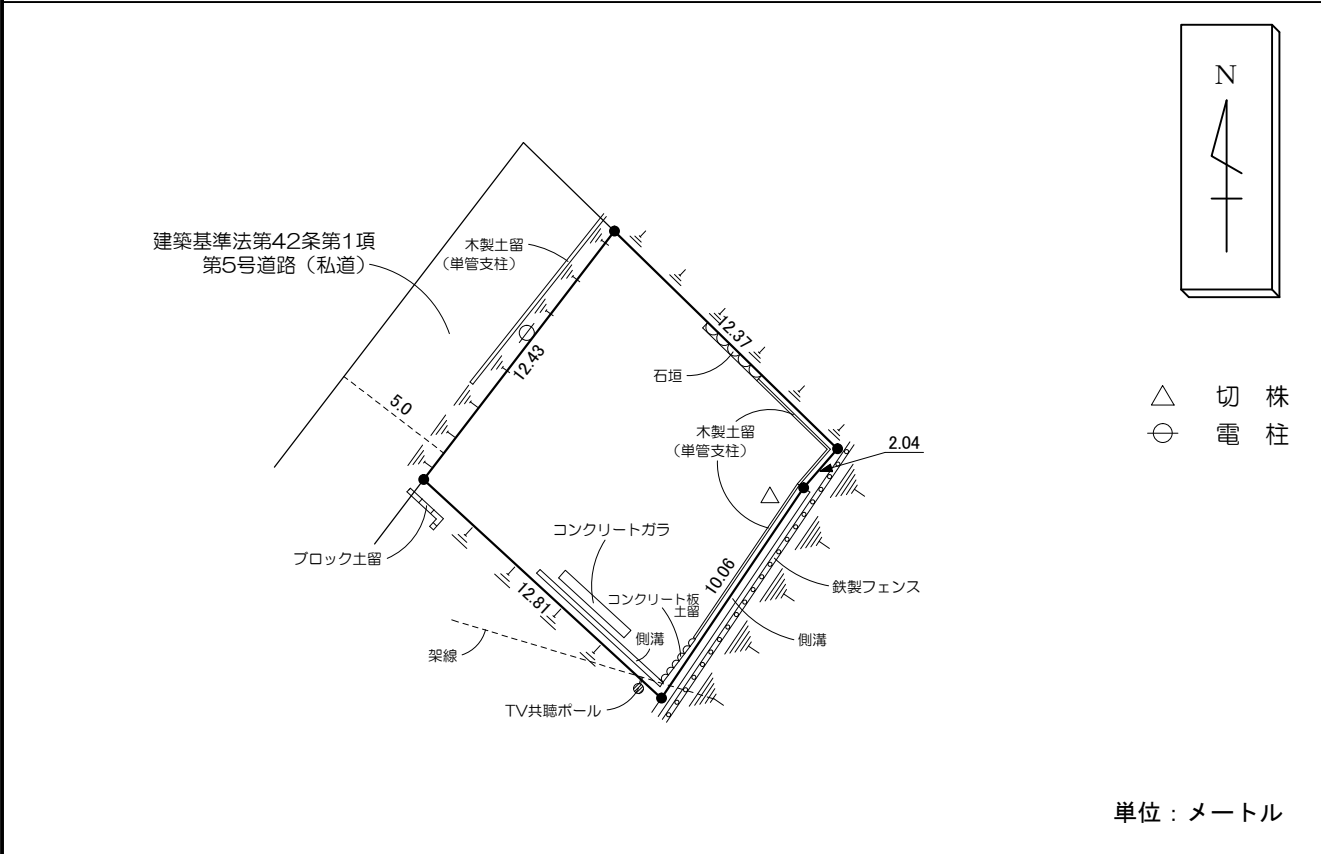 N
建築基準法第42条第1項
第5号道路（私道）
木製土留
（単管支柱）
12.43
5.0
12.37
石垣
木製土留
（単管支柱）
2.04
△ 切 株
電 柱
コンクリートガラ
ブロック土留
12.81
コンクリート板
土留
10.06
鉄製フェンス
側溝
側溝
架線
TV共聴ポール
単位：メートル